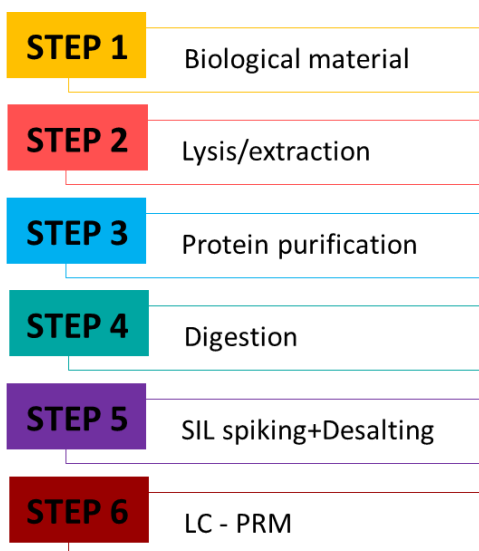 STEP 1
Biological material
STEP 2
Lysis/extraction
STEP 3
Protein purification
STEP 4
Digestion
STEP 5
SIL spiking+Desalting
STEP 6
LC - PRM